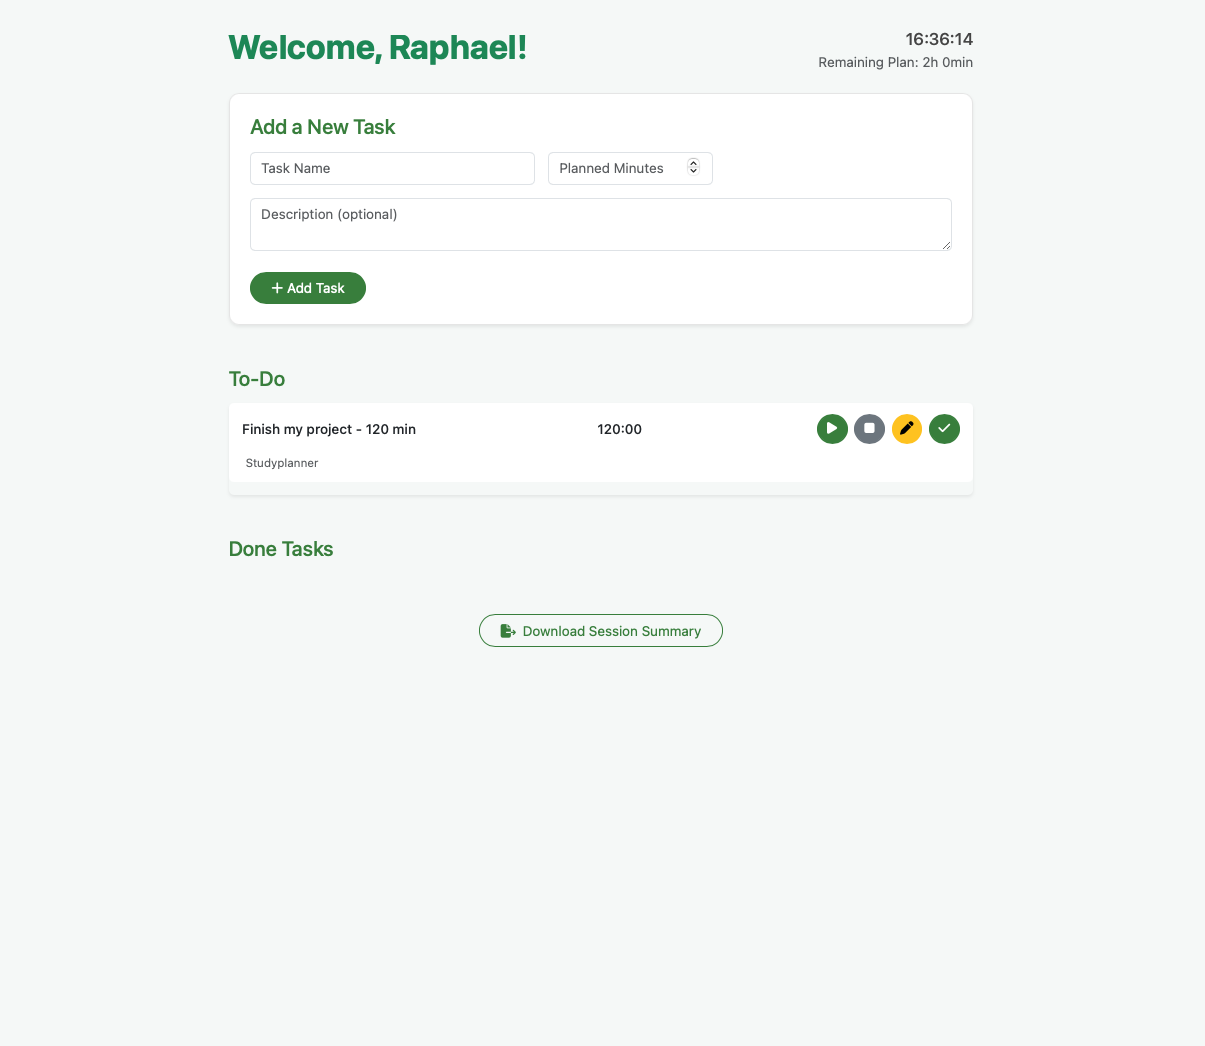 Welcome, Raphael!
16:36:14
Remaining Plan: 2h 0min
Add a New Task
Task Name
Planned Minutes
Description (optional)
+ Add Task
To-Do
Finish my project - 120 min
120:00
Studyplanner
Done Tasks
Download Session Summary